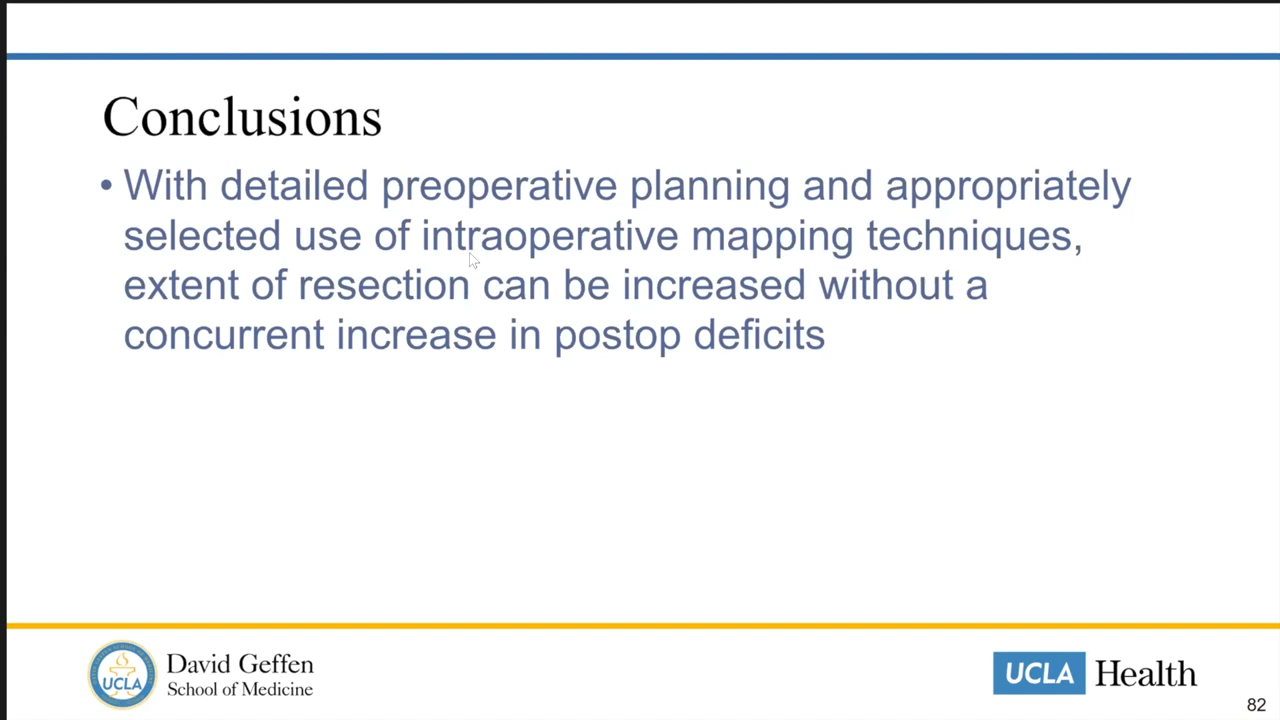 Conclusions
• With detailed preoperative planning and appropriately
selected use of intraoperative mapping techniques,
extent of resection can be increased without a
concurrent increase in postop deficits
UCLA
David Geffen
School of Medicine
UCLA Health
82